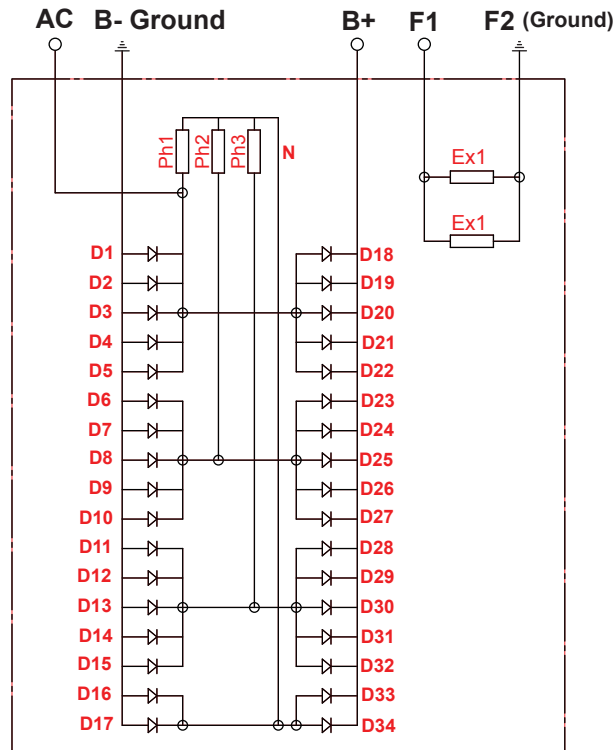 AC B- Ground B+ F1 F2 (Ground)
Ph1 Ph2 Ph3 N
Ex1
Ex1
D1 D18
D2 D19
D3 D20
D4 D21
D5 D22
D6 D23
D7 D24
D8 D25
D9 D26
D10 D27
D11 D28
D12 D29
D13 D30
D14 D31
D15 D32
D16 D33
D17 D34